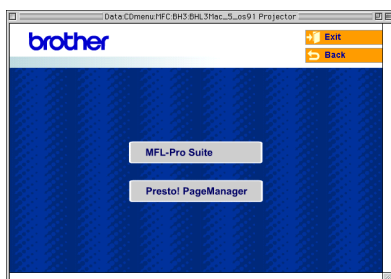 Data:CDmenu:MFC:BH3:BHL3Mac_5_os91 Projector
brother
Exit
Back
MFL-Pro Suite
Presto! PageManager